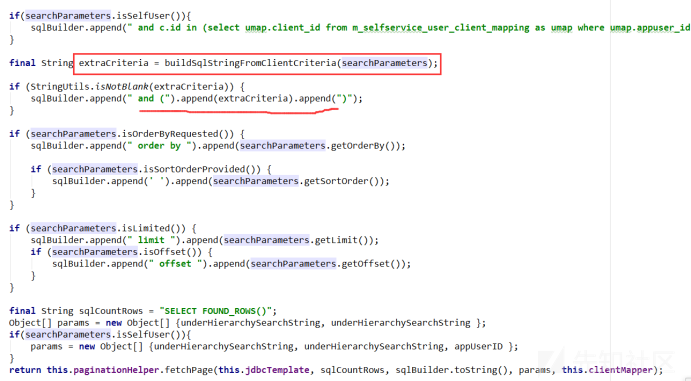 if(searchParameters.isSelfUser()){
sqlBuilder.append(" and c.id in (select umap.client_id from m_selfservice_user_client_mapping as umap where umap.appuser_id
}
final String extraCriteria = buildSqlStringFromClientCriteria(searchParameters);
if (StringUtils.isNotBlank(extraCriteria)) {
sqlBuilder.append(" and (").append(extraCriteria).append(")");
}
if (searchParameters.isOrderByRequested()) {
sqlBuilder.append(" order by ").append(searchParameters.getOrderBy());
if (searchParameters.isSortOrderProvided()) {
sqlBuilder.append(' ').append(searchParameters.getSortOrder());
}
}
if (searchParameters.isLimited()) {
sqlBuilder.append(" limit ").append(searchParameters.getLimit());
if (searchParameters.isOffset()) {
sqlBuilder.append(" offset ").append(searchParameters.getOffset());
}
}
final String sqlCountRows = "SELECT FOUND_ROWS()";
Object[] params = new Object[] {underHierarchySearchString, underHierarchySearchString };
if(searchParameters.isSelfUser()){
params = new Object[] {underHierarchySearchString, underHierarchySearchString, appUserID };
}
return this.paginationHelper.fetchPage(this.jdbcTemplate, sqlCountRows, sqlBuilder.toString(), params, this.clientMapper);